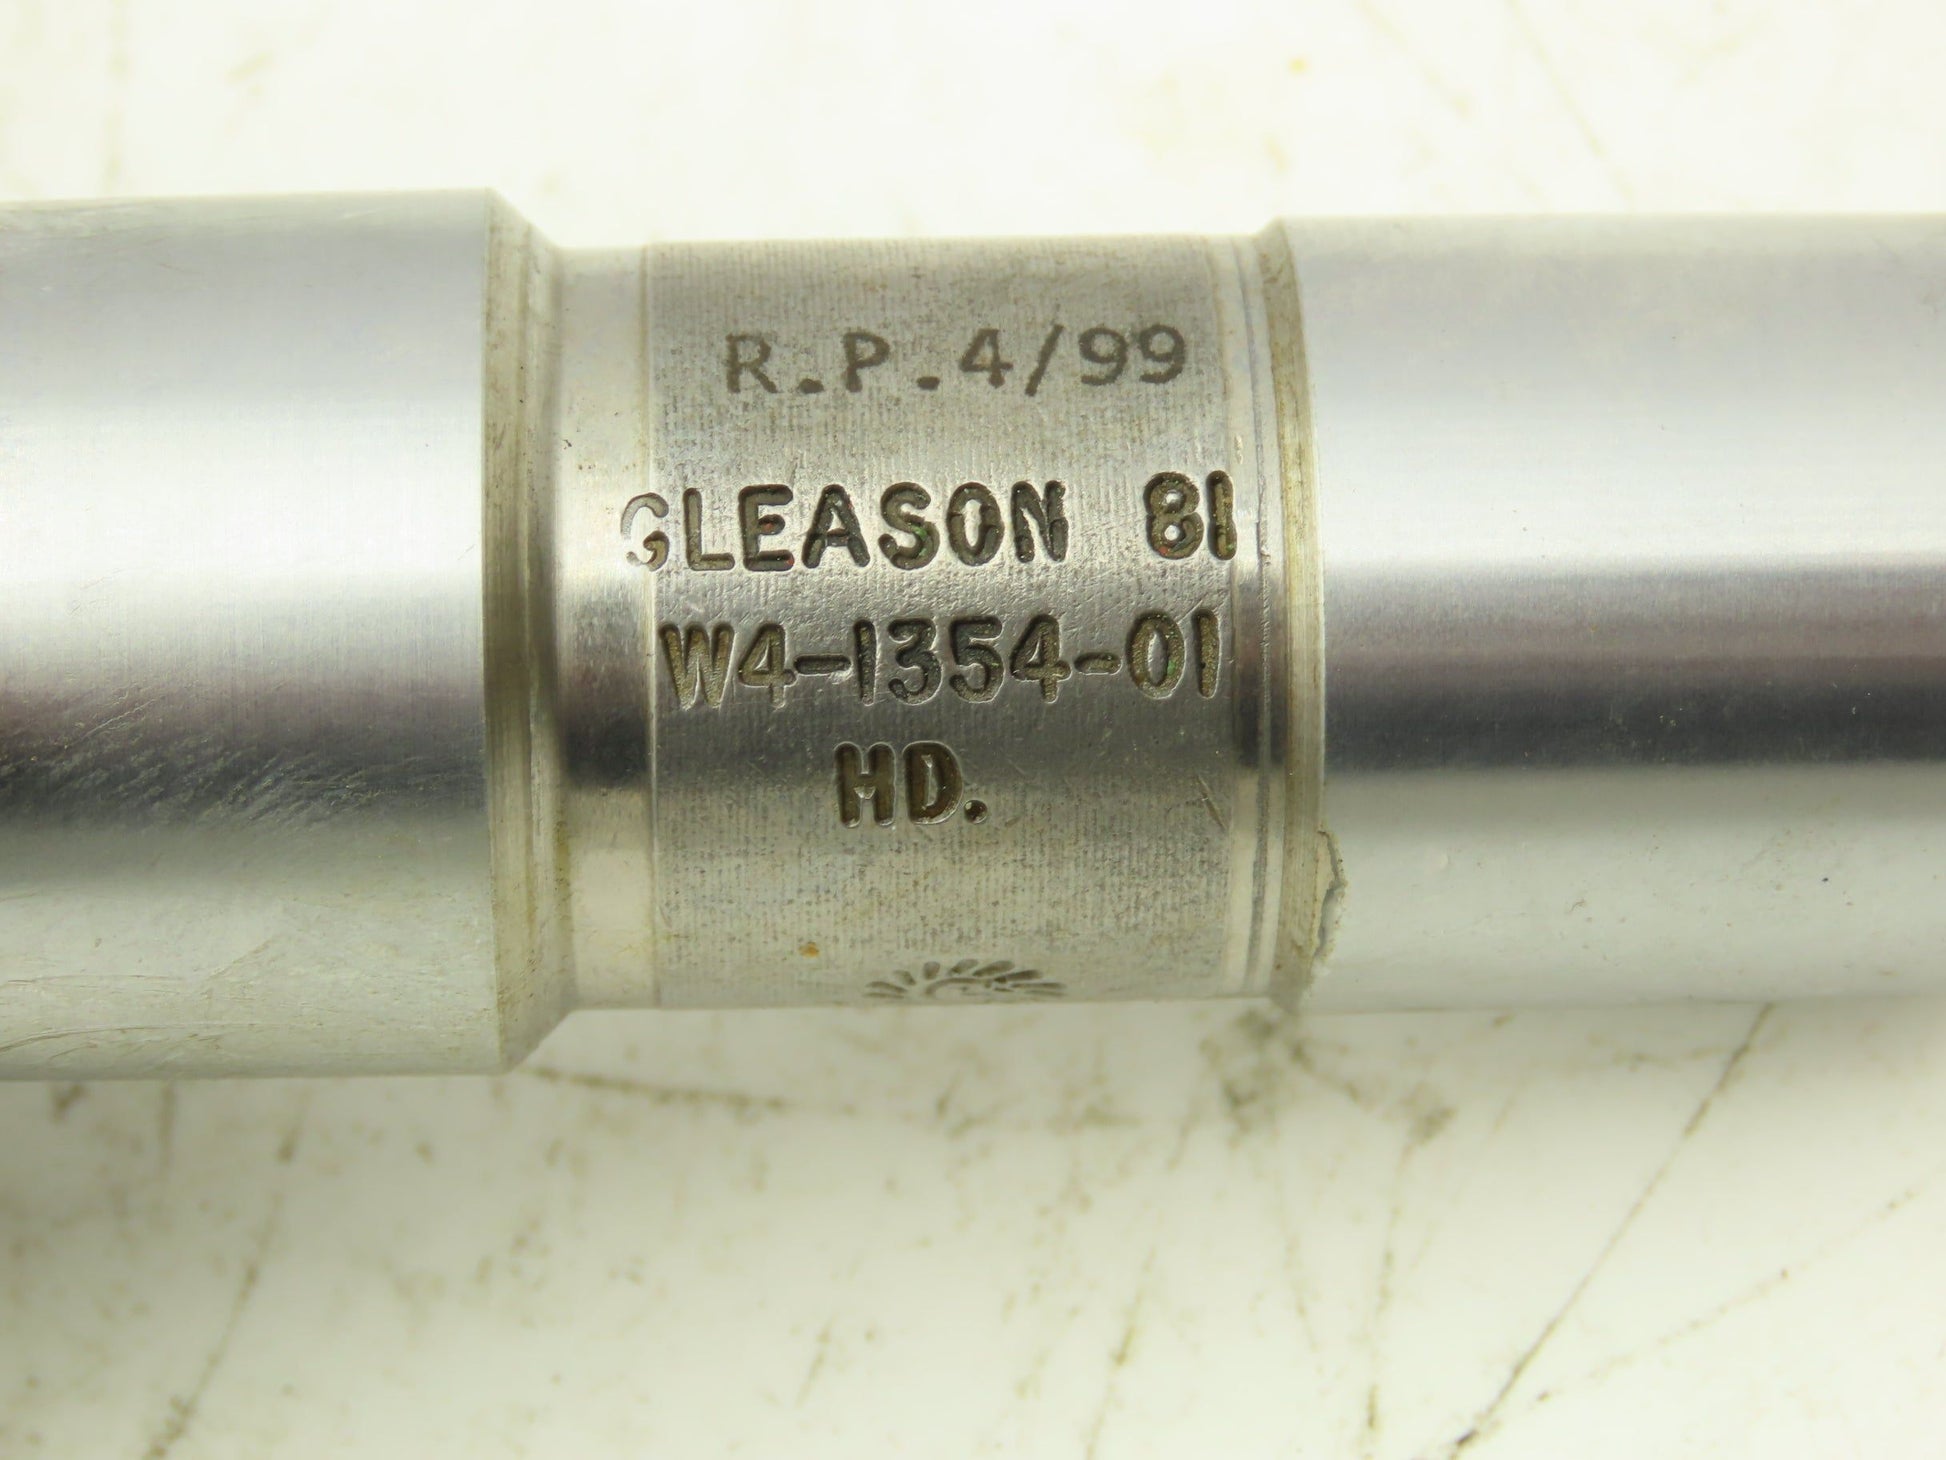 R.P.4/99
GLEASON 81
W4-1354-01
HD.